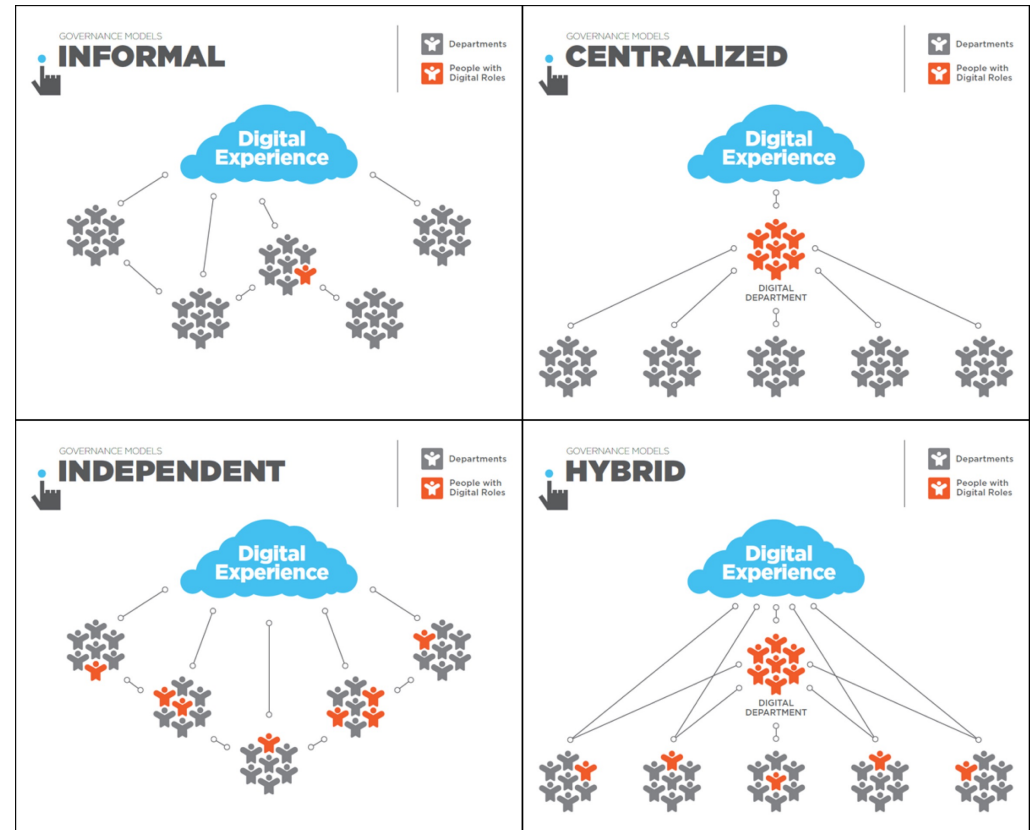 GOVERNANCE MODELS
INFORMAL
Departments
People with
Digital Roles
Digital
Experience
GOVERNANCE MODELS
CENTRALIZED
Departments
People with
Digital Roles
Digital
Experience
DIGITAL
DEPARTMENT
GOVERNANCE MODELS
INDEPENDENT
Departments
People with
Digital Roles
Digital
Experience
GOVERNANCE MODELS
HYBRID
Departments
People with
Digital Roles
Digital
Experience
DIGITAL
DEPARTMENT